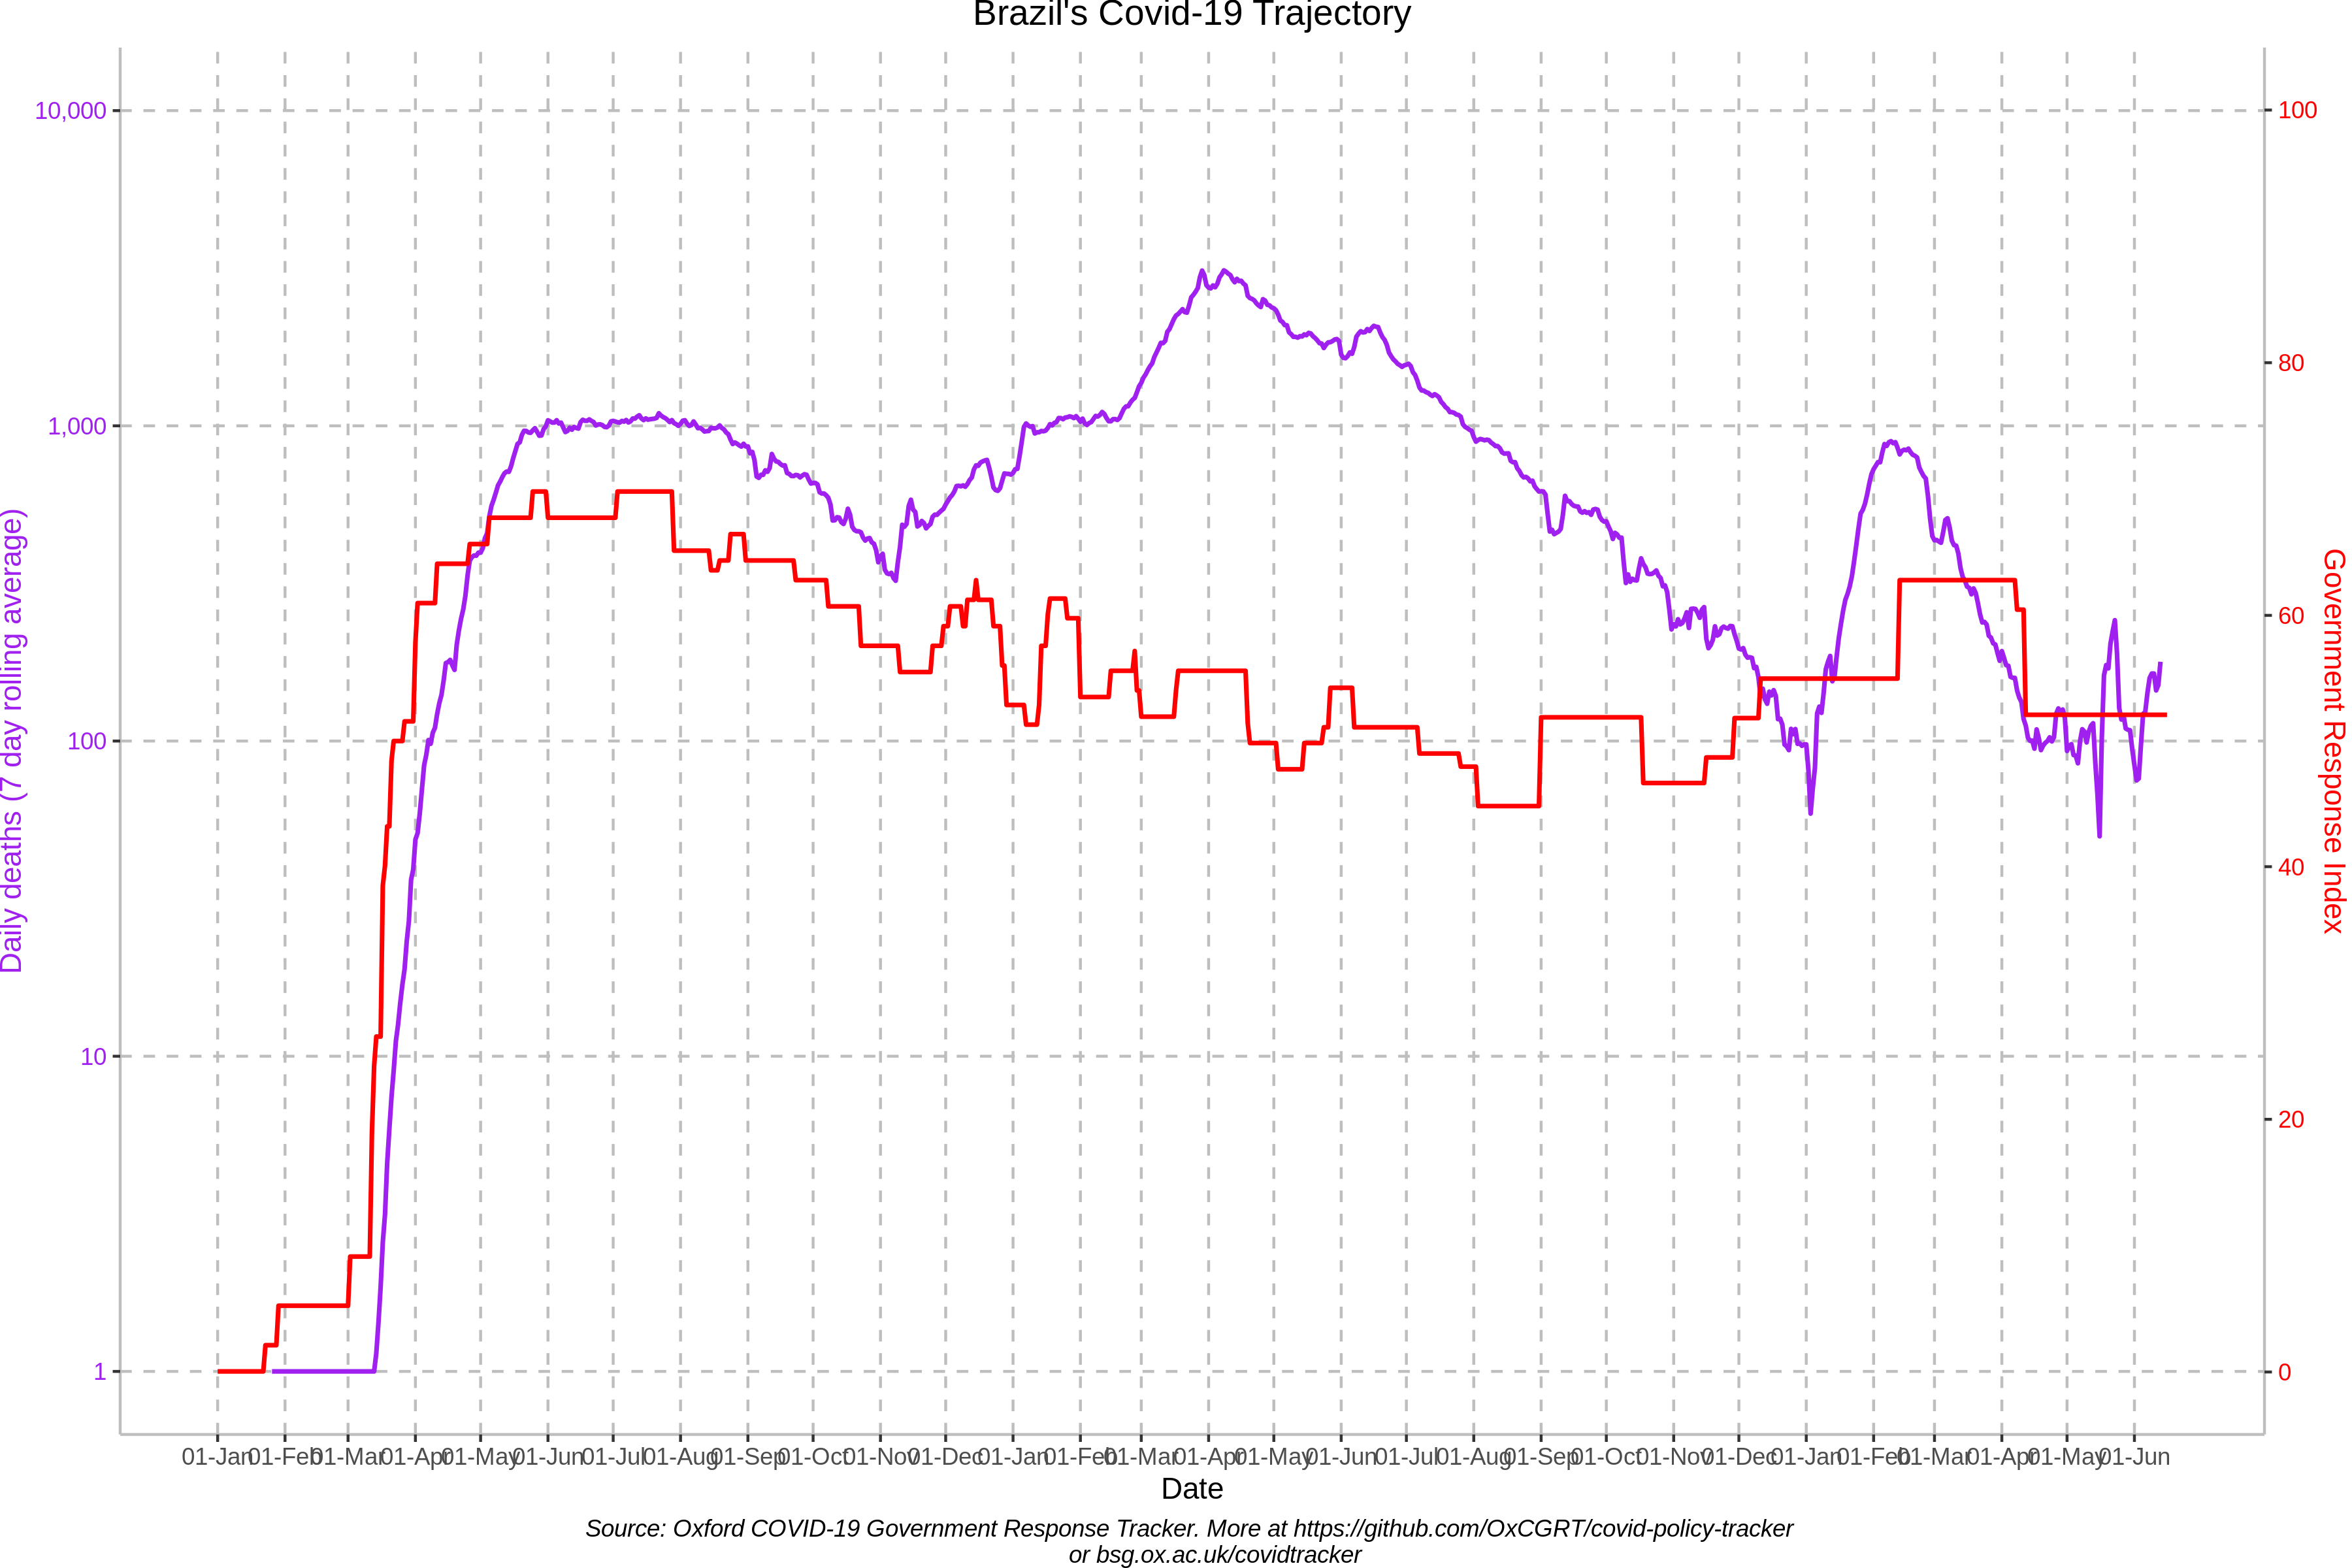 Brazil's Covid-19 Trajectory
10,000
1,000
100
10
1
Daily deaths (7 day rolling average)
100
80
60
40
20
0
Government Response Index
01-Jan 01-Feb 01-Mar 01-Apr 01-May 01-Jun 01-Jul 01-Aug 01-Sep 01-Oct 01-Nov 01-Dec 01-Jan 01-Feb 01-Mar 01-Apr 01-May 01-Jun 01-Jul 01-Aug 01-Sep 01-Oct 01-Nov 01-Dec 01-Jan 01-Feb 01-Mar 01-Apr 01-May 01-Jun
Date
Source: Oxford COVID-19 Government Response Tracker. More at https://github.com/OxCGRT/covid-policy-tracker
or bsg.ox.ac.uk/covidtracker